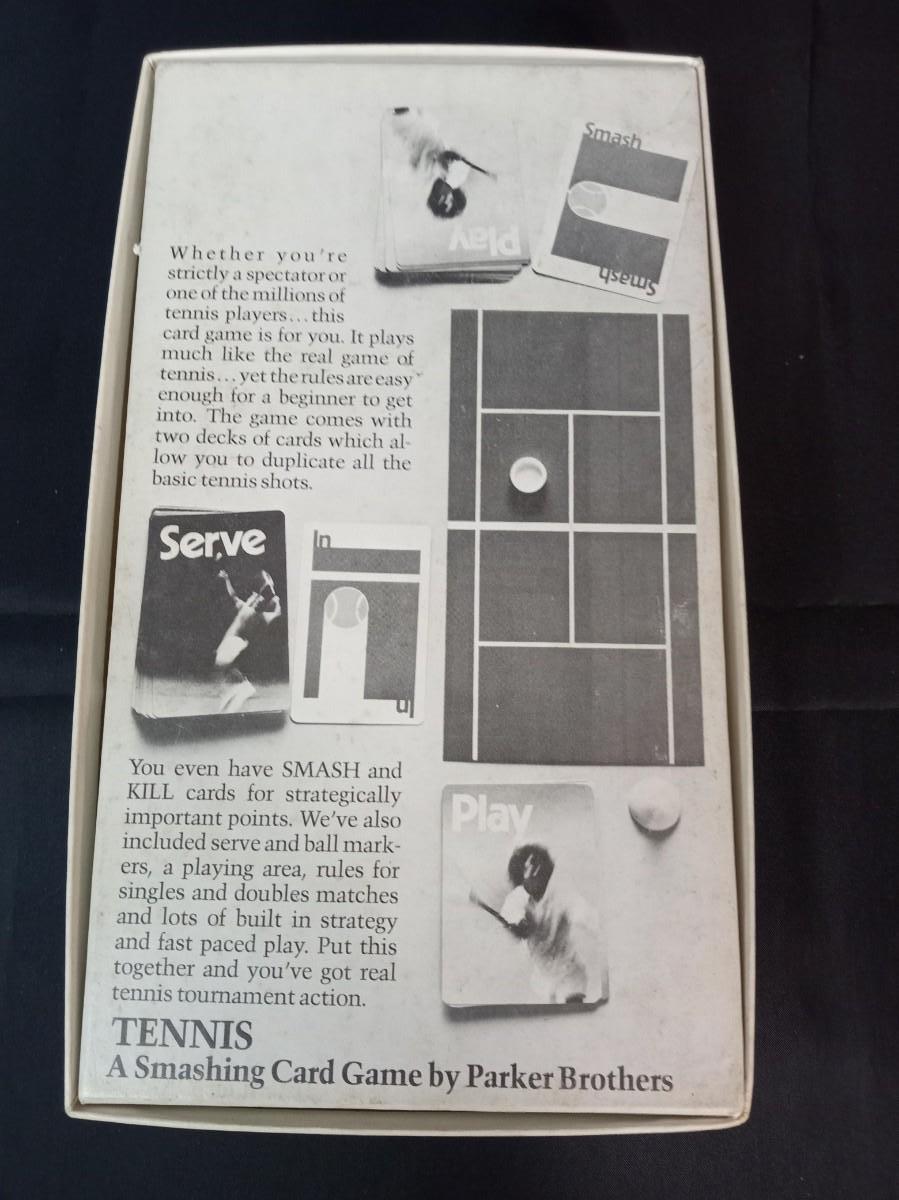 Play
Smash
Smash
Whether you're
strictly a spectator or
one of the millions of
tennis players...this
card game is for you. It plays
much like the real game of
tennis...yet the rules are easy
enough for a beginner to get
into. The game comes with
two decks of cards which al-
low you to duplicate all the
basic tennis shots.
Serve
In
In
You even have SMASH and
KILL cards for strategically
important points. We've also
included serve and ball mark-
ers, a playing area, rules for
singles and doubles matches
and lots of built in strategy
and fast paced play. Put this
together and you've got real
tennis tournament action.
Play
TENNIS
A Smashing Card Game by Parker Brothers